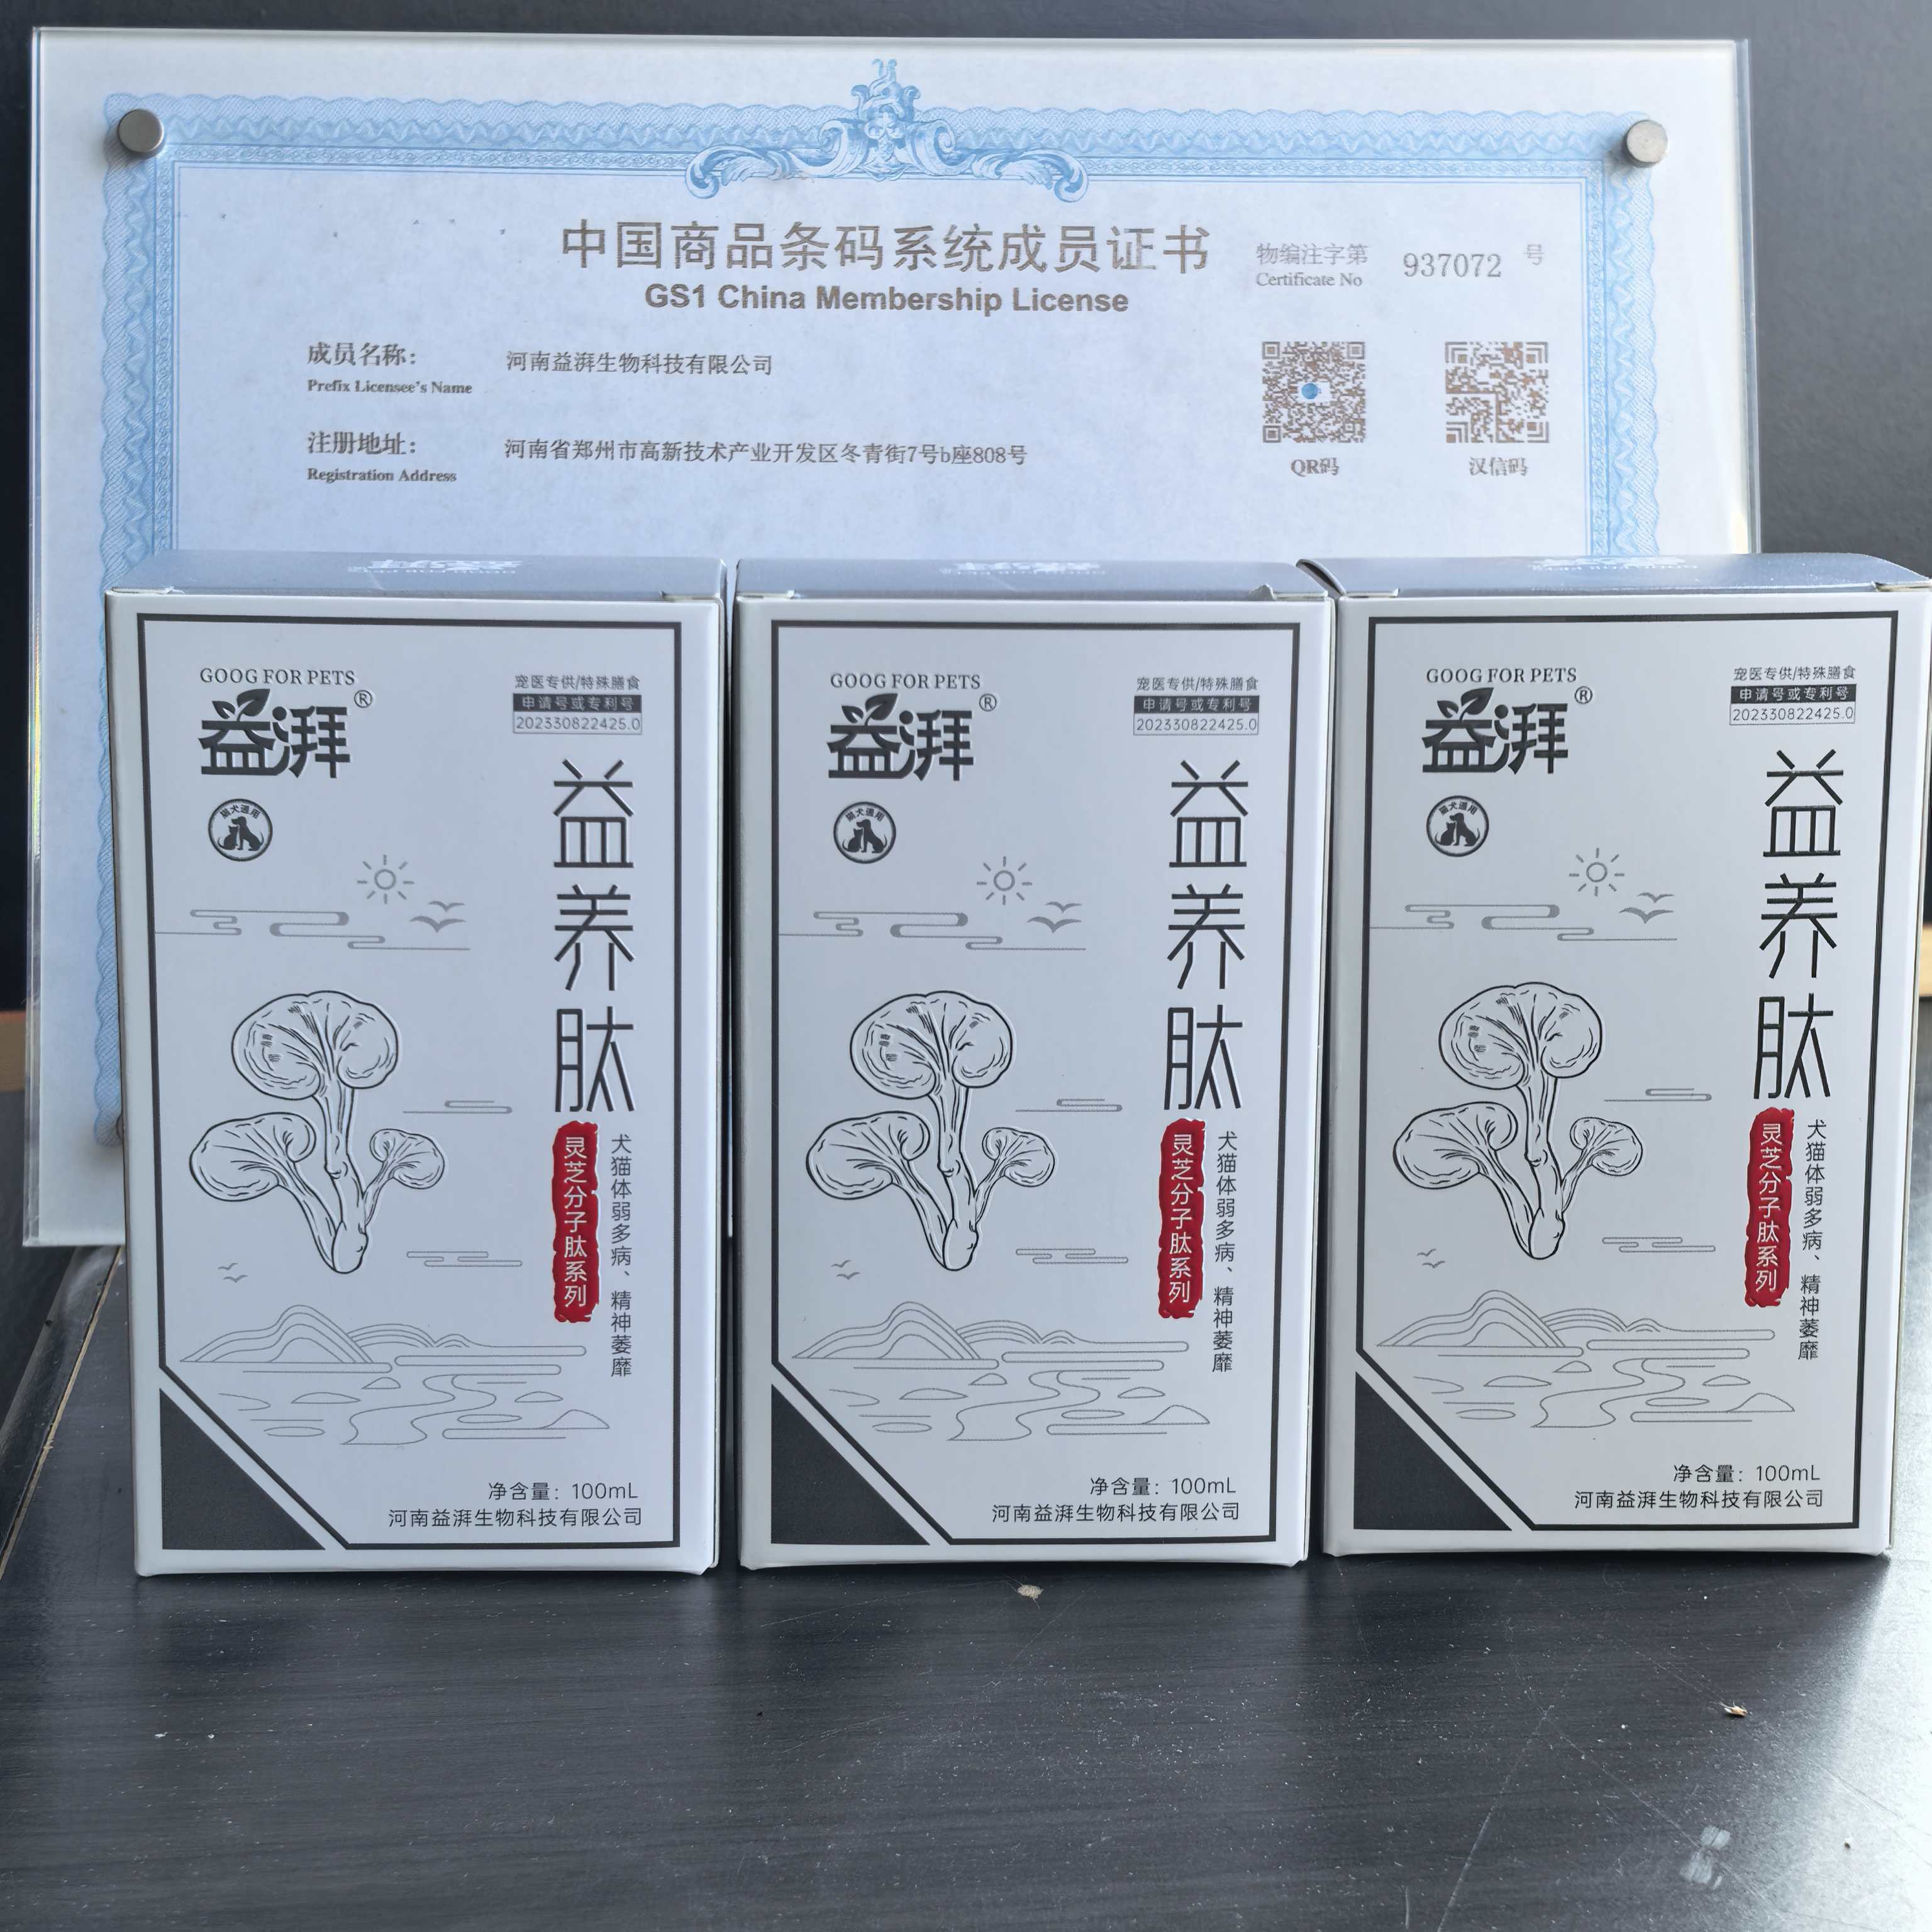 中国商品条码系统成员证书
GS1 China Membership License
物编注字第 937072 号
Certificate No
成员名称：
Prefix Licensee's Name
河南益湃生物科技有限公司
注册地址：
Registration Address
河南省郑州市高新技术产业开发区冬青街7号b座808号
QR码
汉信码
GOOG FOR PETS
益湃®
猫犬通用
宠医专供/特殊膳食
申请号或专利号
202330822425.0
益养肽
灵芝分子肽系列
犬猫体弱多病、精神萎靡
净含量：100mL
河南益湃生物科技有限公司
GOOG FOR PETS
益湃®
猫犬通用
宠医专供/特殊膳食
申请号或专利号
202330822425.0
益养肽
灵芝分子肽系列
犬猫体弱多病、精神萎靡
净含量：100mL
河南益湃生物科技有限公司
GOOG FOR PETS
益湃®
猫犬通用
宠医专供/特殊膳食
申请号或专利号
202330822425.0
益养肽
灵芝分子肽系列
犬猫体弱多病、精神萎靡
净含量：100mL
河南益湃生物科技有限公司